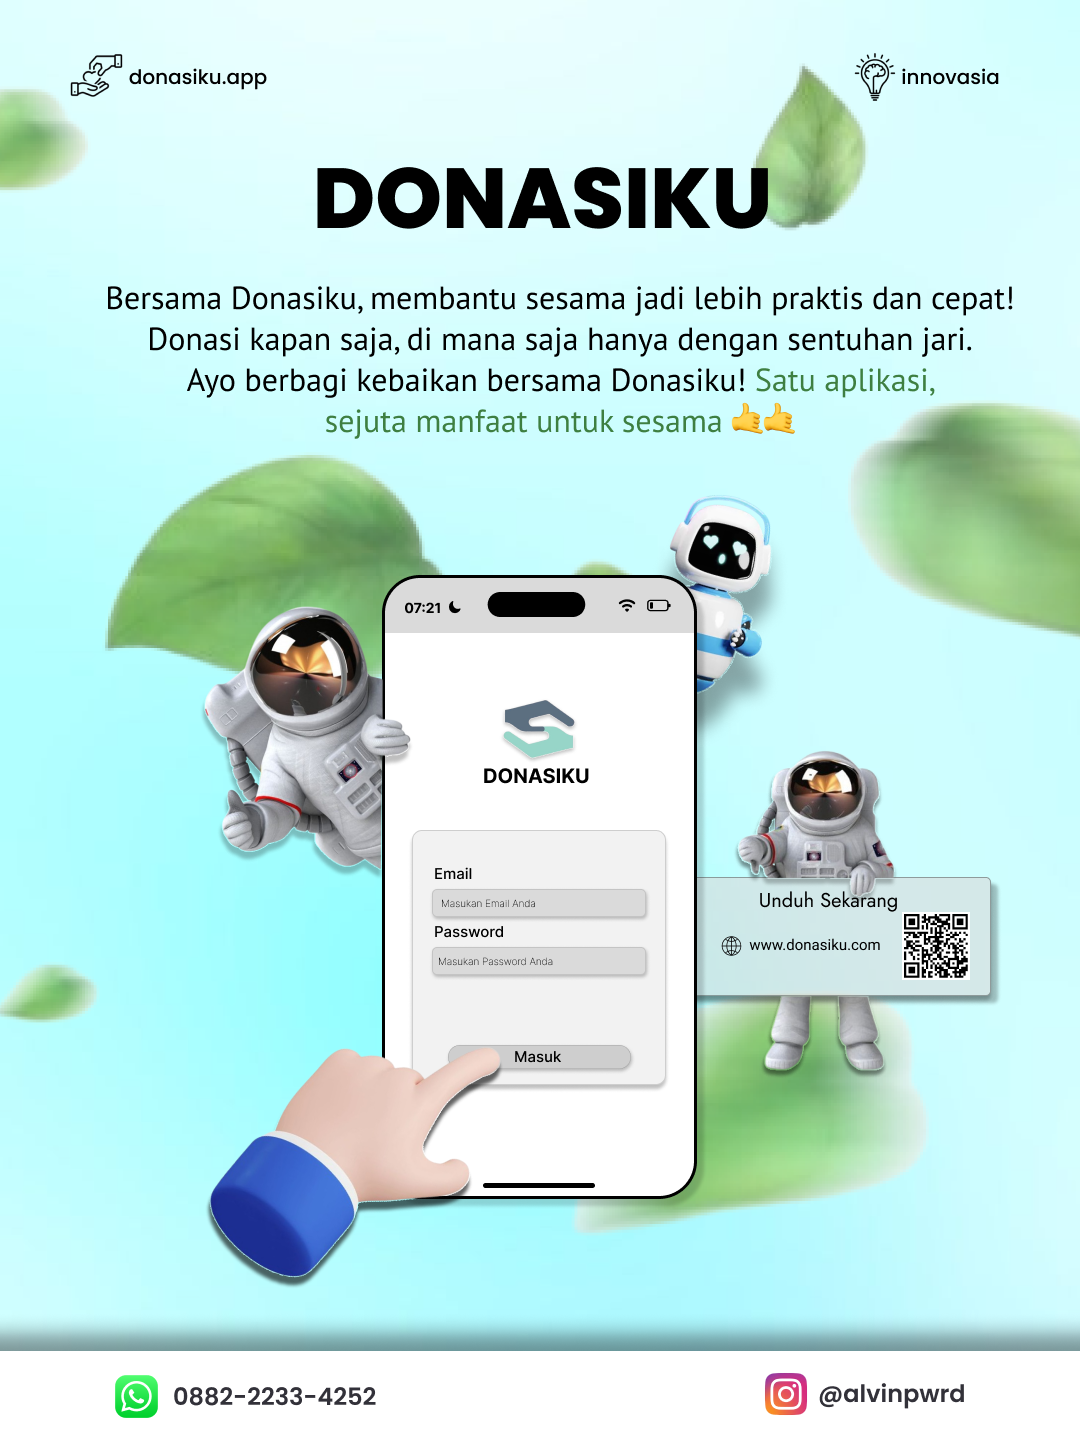 donasiku.app
innovasia
DONASIKU
Bersama Donasiku, membantu sesama jadi lebih praktis dan cepat!
Donasi kapan saja, di mana saja hanya dengan sentuhan jari.
Ayo berbagi kebaikan bersama Donasiku! Satu aplikasi,
sejuta manfaat untuk sesama 🤙🤙
07:21
DONASIKU
Email
Masukan Email Anda
Password
Masukan Password Anda
Masuk
Unduh Sekarang
www.donasiku.com
0882-2233-4252
@alvinpwrd